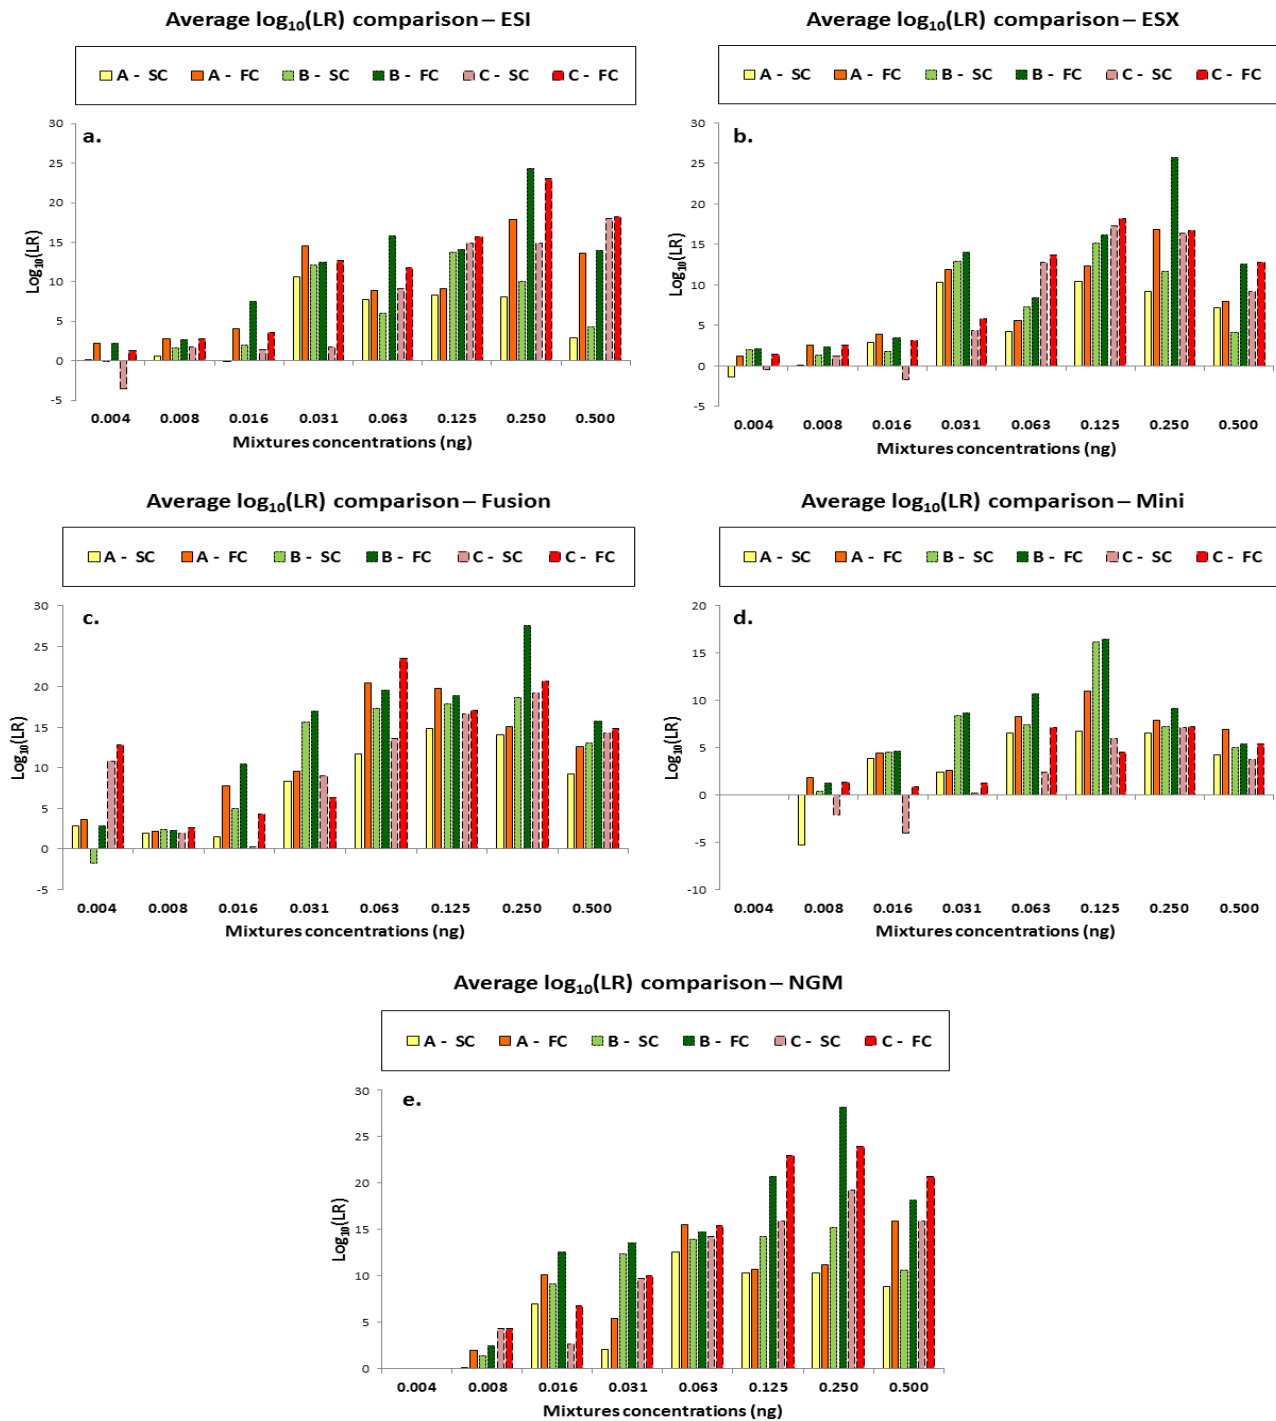 Average log₁₀(LR) comparison – ESI
A - SC A - FC B - SC B - FC C - SC C - FC
a.
30
25
20
15
10
5
0
-5
Log₁₀(LR)
0.004 0.008 0.016 0.031 0.063 0.125 0.250 0.500
Mixtures concentrations (ng)
Average log₁₀(LR) comparison – ESX
A - SC A - FC B - SC B - FC C - SC C - FC
b.
30
25
20
15
10
5
0
-5
Log₁₀(LR)
0.004 0.008 0.016 0.031 0.063 0.125 0.250 0.500
Mixtures concentrations (ng)
Average log₁₀(LR) comparison – Fusion
A - SC A - FC B - SC B - FC C - SC C - FC
c.
30
25
20
15
10
5
0
-5
Log₁₀(LR)
0.004 0.008 0.016 0.031 0.063 0.125 0.250 0.500
Mixtures concentrations (ng)
Average log₁₀(LR) comparison – Mini
A - SC A - FC B - SC B - FC C - SC C - FC
d.
20
15
10
5
0
-5
-10
Log₁₀(LR)
0.004 0.008 0.016 0.031 0.063 0.125 0.250 0.500
Mixtures concentrations (ng)
Average log₁₀(LR) comparison – NGM
A - SC A - FC B - SC B - FC C - SC C - FC
e.
30
25
20
15
10
5
0
Log₁₀(LR)
0.004 0.008 0.016 0.031 0.063 0.125 0.250 0.500
Mixtures concentrations (ng)